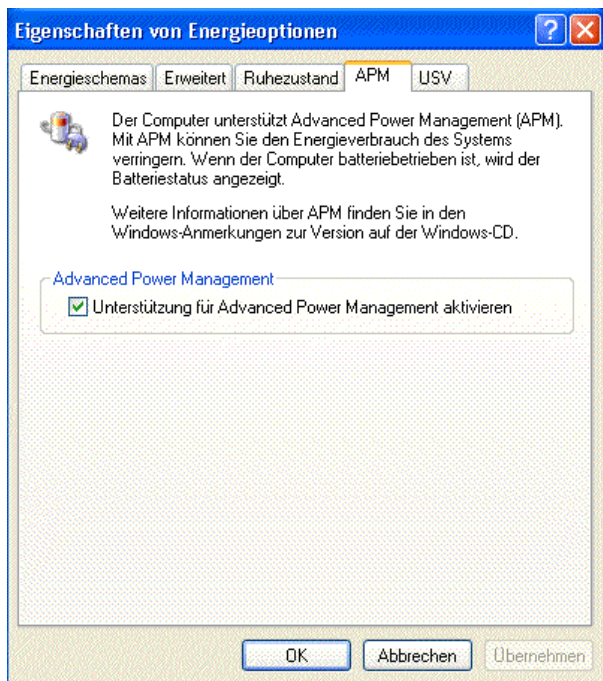 Eigenschaften von Energieoptionen
?
Energieschemas Erweitert Ruhezustand APM USV
Der Computer unterstützt Advanced Power Management (APM).
Mit APM können Sie den Energieverbrauch des Systems
verringern. Wenn der Computer batteriebetrieben ist, wird der
Batteriestatus angezeigt.
Weitere Informationen über APM finden Sie in den
Windows-Anmerkungen zur Version auf der Windows-CD.
Advanced Power Management
Unterstützung für Advanced Power Management aktivieren
OK Abbrechen Übernehmen